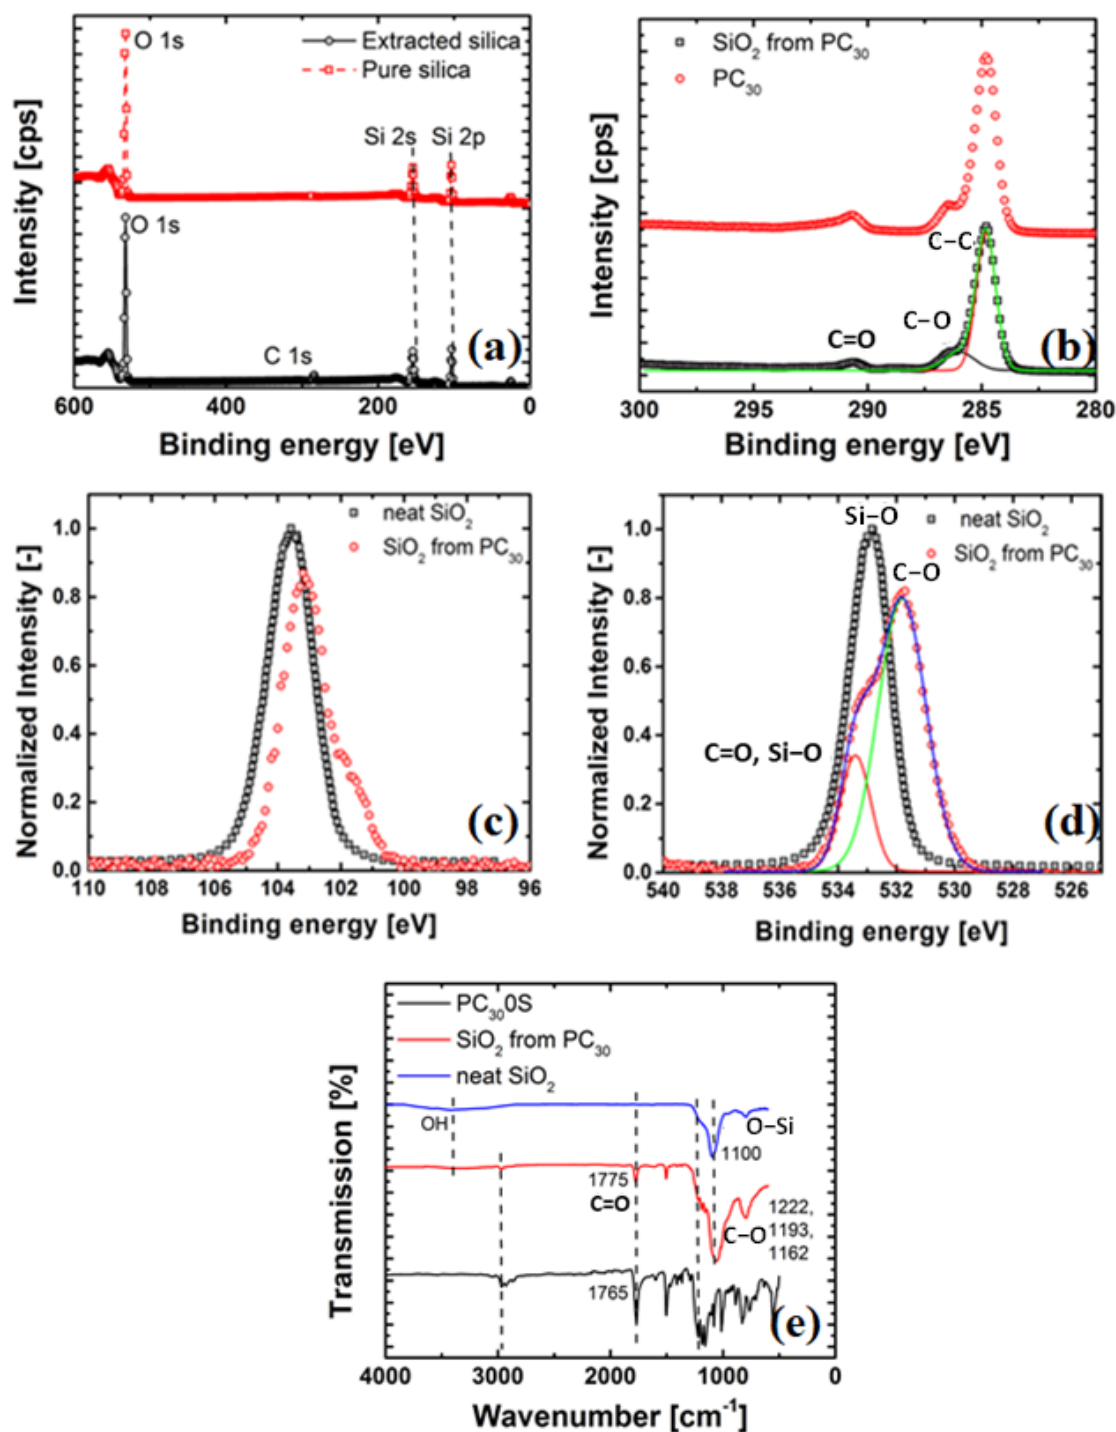 O 1s
Extracted silica
Pure silica
Si 2s
Si 2p
O 1s
C 1s
(a)
Intensity [cps]
600
400
200
0
Binding energy [eV]
SiO₂ from PC₃₀
PC₃₀
C–C
C–O
C=O
(b)
Intensity [cps]
300
295
290
285
280
Binding energy [eV]
neat SiO₂
SiO₂ from PC₃₀
1.0
0.8
0.6
0.4
0.2
0.0
(c)
Normalized Intensity [-]
110
108
106
104
102
100
98
96
Binding energy [eV]
Si–O
neat SiO₂
SiO₂ from PC₃₀
C–O
1.0
0.8
0.6
0.4
0.2
0.0
C=O, Si–O
(d)
Normalized Intensity [-]
540
538
536
534
532
530
528
526
Binding energy [eV]
PC₃₀0S
SiO₂ from PC₃₀
neat SiO₂
OH
O–Si
1100
1775
C=O
C–O
1222,
1193,
1162
1765
(e)
Transmission [%]
4000
3000
2000
1000
0
Wavenumber [cm⁻¹]